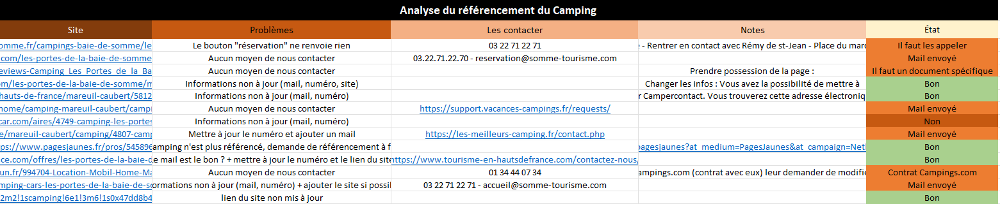 Analyse du référencement du Camping
Site Problèmes Les contacter Notes État
omme.fr/campings-baie-de-somme/le Le bouton "réservation" ne renvoie rien 03 22 71 22 71 - Rentrer en contact avec Rémy de st-Jean - Place du marc Il faut les appeler
.com/les-portes-de-la-baie-de-somme Aucun moyen de nous contacter 03.22.71.22.70 - reservation@somme-tourisme.com Mail envoyé
eviews-Camping_Les_Portes_de_la_Ba Aucun moyen de nous contacter Prendre possession de la page : Il faut un document spécifique
om/les-portes-de-la-baie-de-somme/m Informations non à jour (mail, numéro, site) Changer les infos : Vous avez la possibilité de mettre à Bon
hauts-de-france/mareuil-caubert/5812 Informations non à jour (mail, numéro) r Campercontact. Vous trouverez cette adresse électroniq Bon
home/camping-mareuil-caubert/campi Aucun moyen de nous contacter https://support.vacances-campings.fr/requests/ Mail envoyé
car.com/aires/4749-camping-les-portes Informations non à jour (mail, numéro) Non
e/mareuil-caubert/camping/4807-camp Mettre à jour le numéro et ajouter un mail https://les-meilleurs-camping.fr/contact.php Mail envoyé
ps://www.pagesjaunes.fr/pros/545896 amping n'est plus référencé, demande de référencement à f pagesjaunes?at_medium=PagesJaunes&at_campaign=Netl Bon
ce.com/offres/les-portes-de-la-baie-d e mail est le bon ? + mettre à jour le numéro et le lien du site https://www.tourisme-en-hautsdefrance.com/contactez-nous/ Bon
un.fr/994704-Location-Mobil-Home-Ma Aucun moyen de nous contacter 01 34 44 07 34 ampings.com (contrat avec eux) leur demander de modifie Contrat Campings.com
mping-cars-les-portes-de-la-baie-de-s ormations non à jour (mail, numéro) + ajouter le site si possil 03 22 71 22 71 - accueil@somme-tourisme.com Mail envoyé
2m2!1scamping!6e1!3m6!1s0x47dd8b4 lien du site non mis à jour Bon